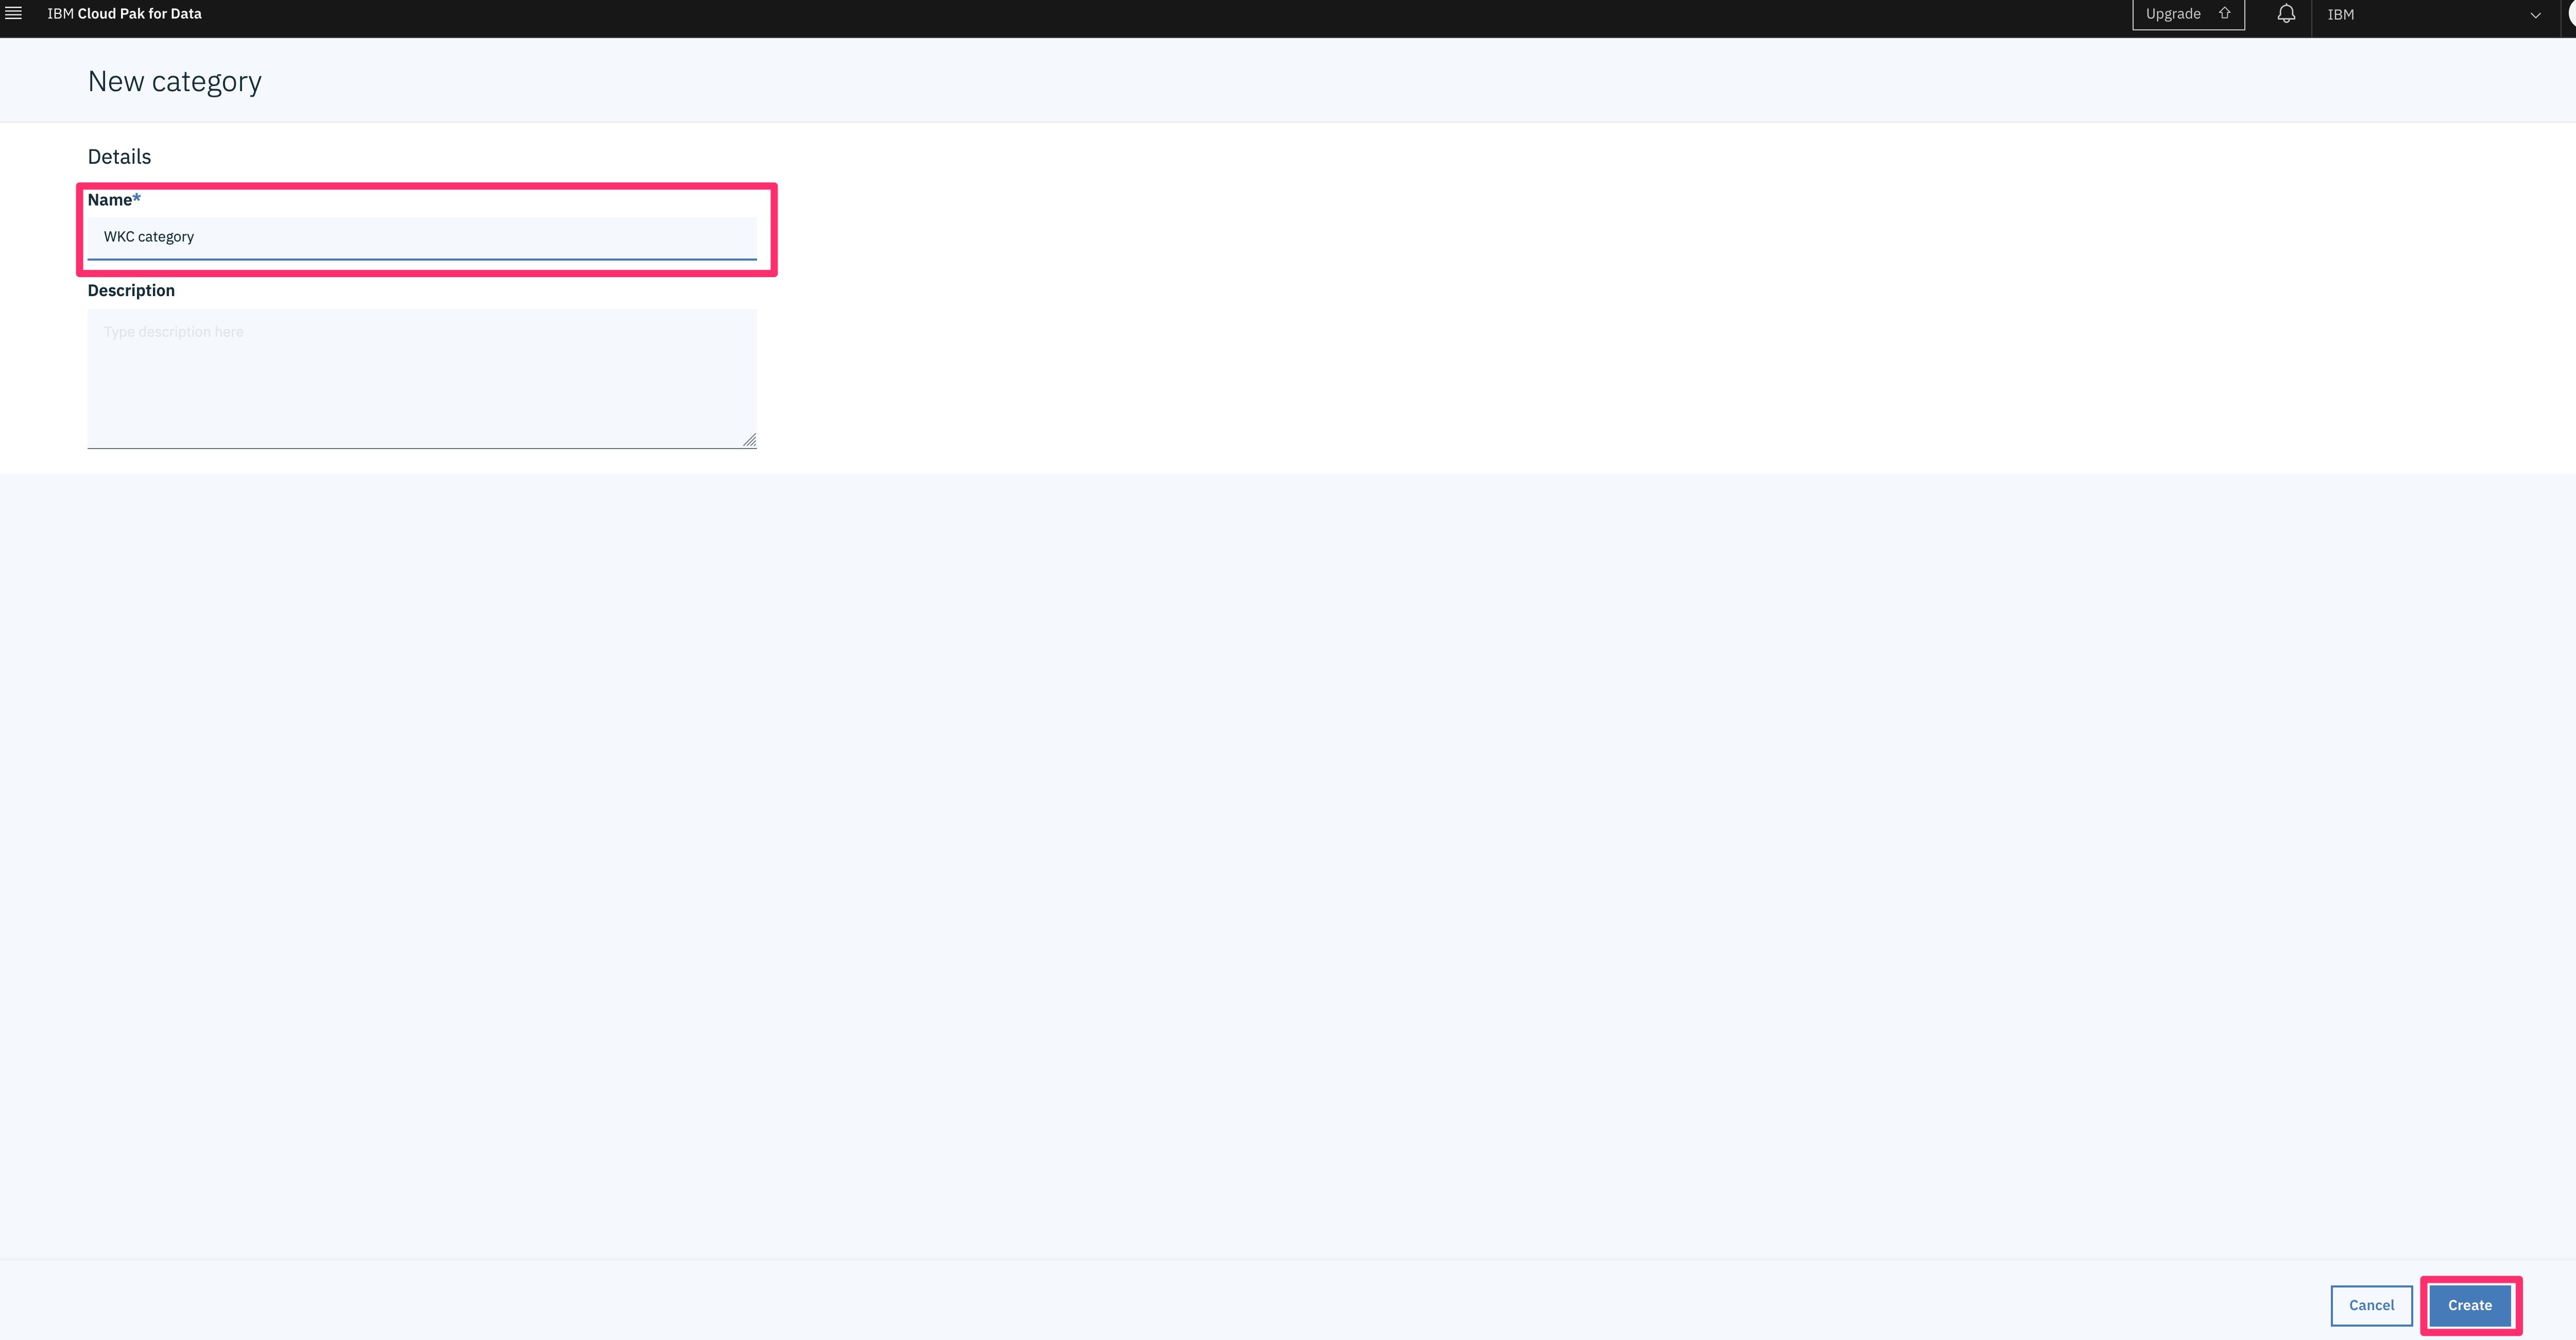 IBM Cloud Pak for Data
Upgrade
IBM
New category
Details
Name*
WKC category
Description
Type description here
Cancel
Create